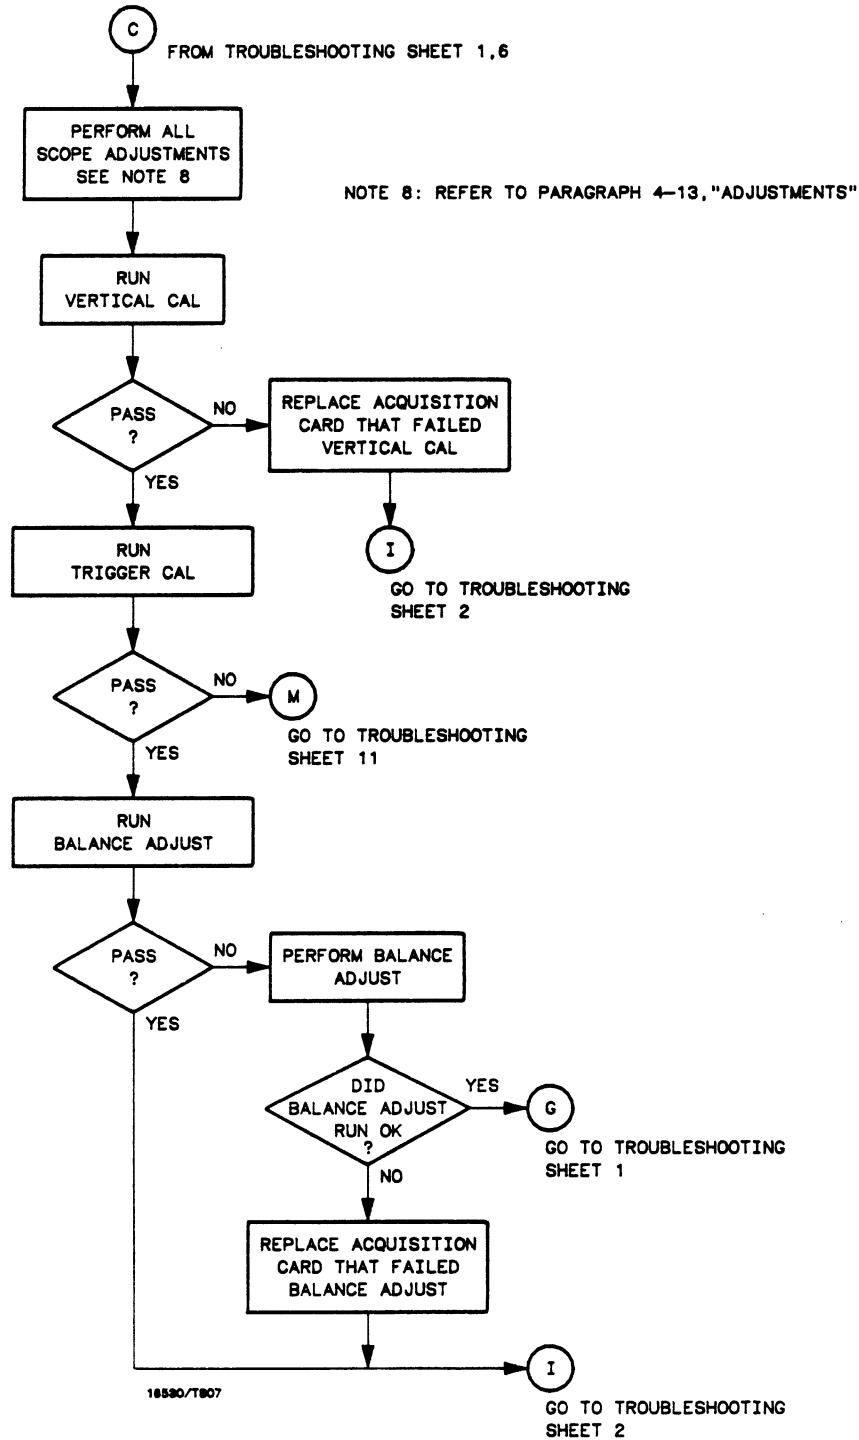 C
FROM TROUBLESHOOTING SHEET 1,6
PERFORM ALL
SCOPE ADJUSTMENTS
SEE NOTE 8
NOTE 8: REFER TO PARAGRAPH 4-13,"ADJUSTMENTS"
RUN
VERTICAL CAL
PASS
?
NO
REPLACE ACQUISITION
CARD THAT FAILED
VERTICAL CAL
YES
I
GO TO TROUBLESHOOTING
SHEET 2
RUN
TRIGGER CAL
PASS
?
NO
M
GO TO TROUBLESHOOTING
SHEET 11
YES
RUN
BALANCE ADJUST
PASS
?
NO
PERFORM BALANCE
ADJUST
YES
DID
BALANCE ADJUST
RUN OK
?
YES
G
GO TO TROUBLESHOOTING
SHEET 1
NO
REPLACE ACQUISITION
CARD THAT FAILED
BALANCE ADJUST
I
GO TO TROUBLESHOOTING
SHEET 2
16530/T807